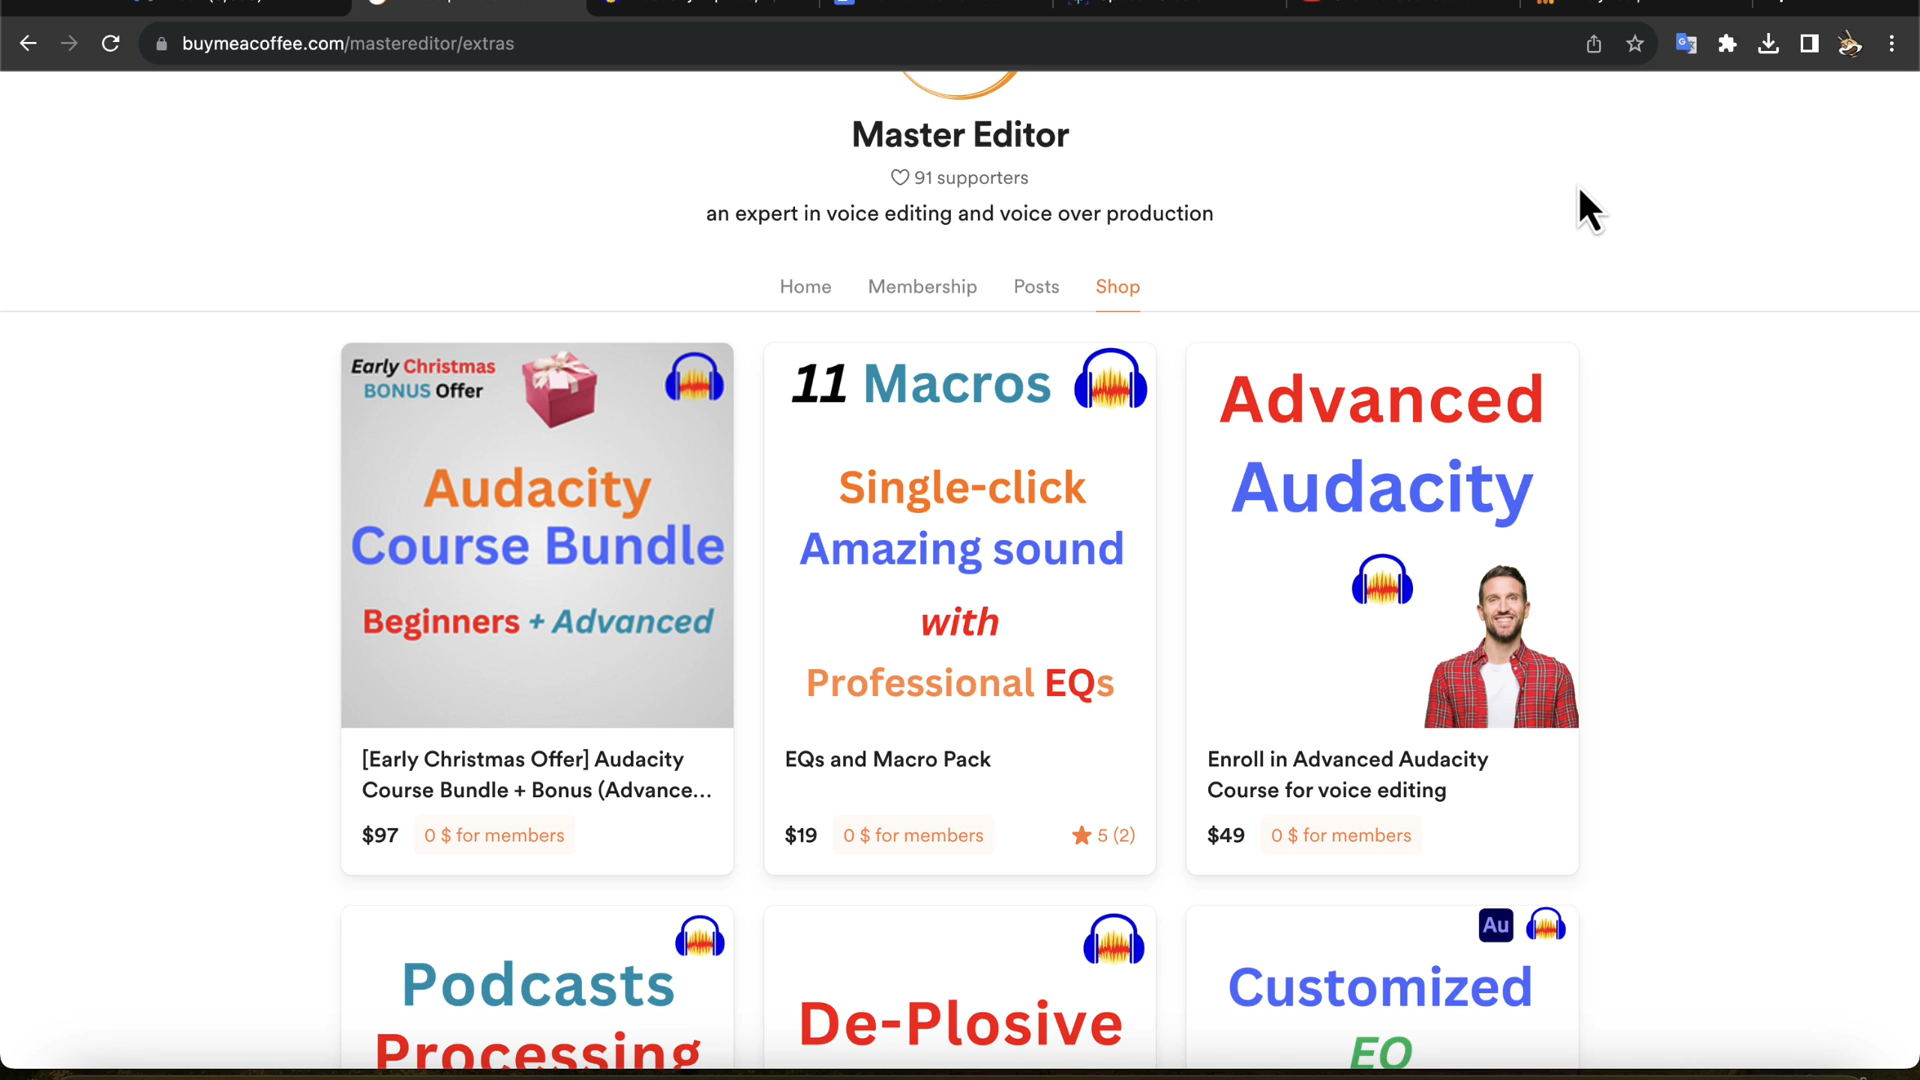 buymeacoffee.com/mastereditor/extras
Master Editor
91 supporters
an expert in voice editing and voice over production
Home
Membership
Posts
Shop
Early Christmas
BONUS Offer
Audacity
Course Bundle
Beginners + Advanced
[Early Christmas Offer] Audacity
Course Bundle + Bonus (Advance...
$97
0 $ for members
11 Macros
Single-click
Amazing sound
with
Professional EQs
EQs and Macro Pack
$19
0 $ for members
5 (2)
Advanced
Audacity
Enroll in Advanced Audacity
Course for voice editing
$49
0 $ for members
Podcasts
Processing
De-Plosive
Au
Customized
EQ